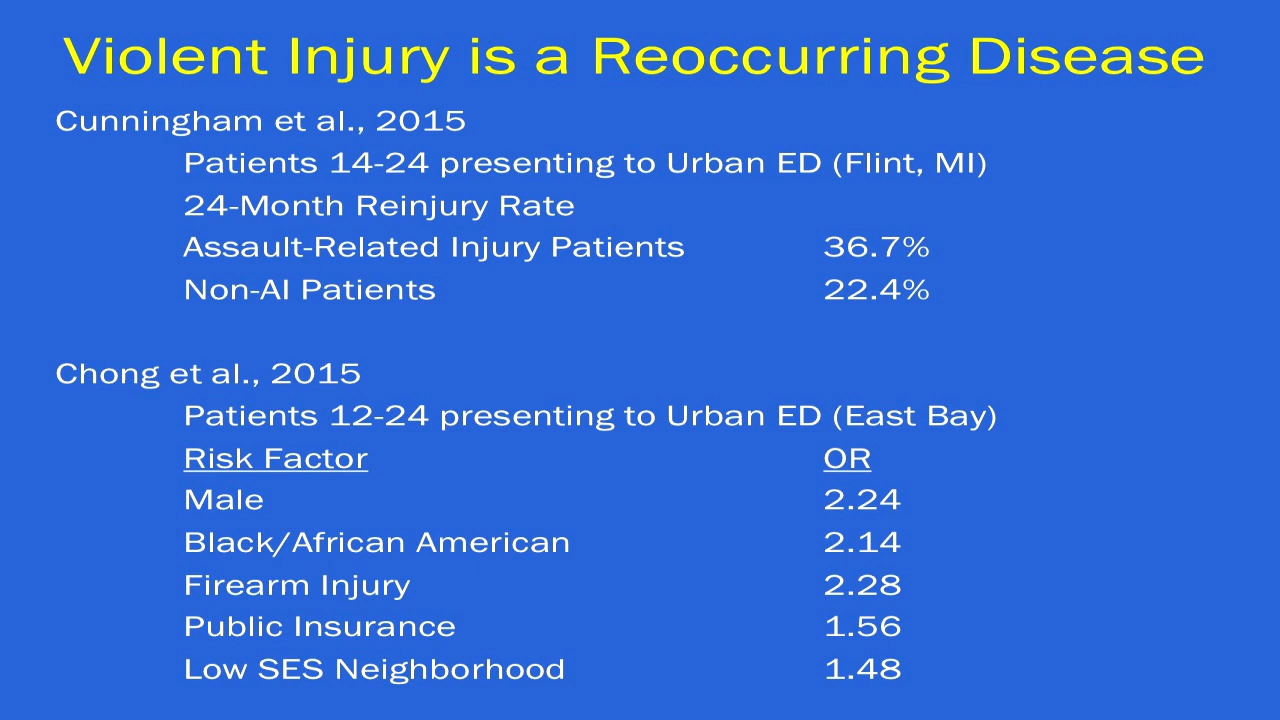 Violent Injury is a Reoccurring Disease
Cunningham et al., 2015
Patients 14-24 presenting to Urban ED (Flint, MI)
24-Month Reinjury Rate
Assault-Related Injury Patients 36.7%
Non-AI Patients 22.4%
Chong et al., 2015
Patients 12-24 presenting to Urban ED (East Bay)
Risk Factor OR
Male 2.24
Black/African American 2.14
Firearm Injury 2.28
Public Insurance 1.56
Low SES Neighborhood 1.48